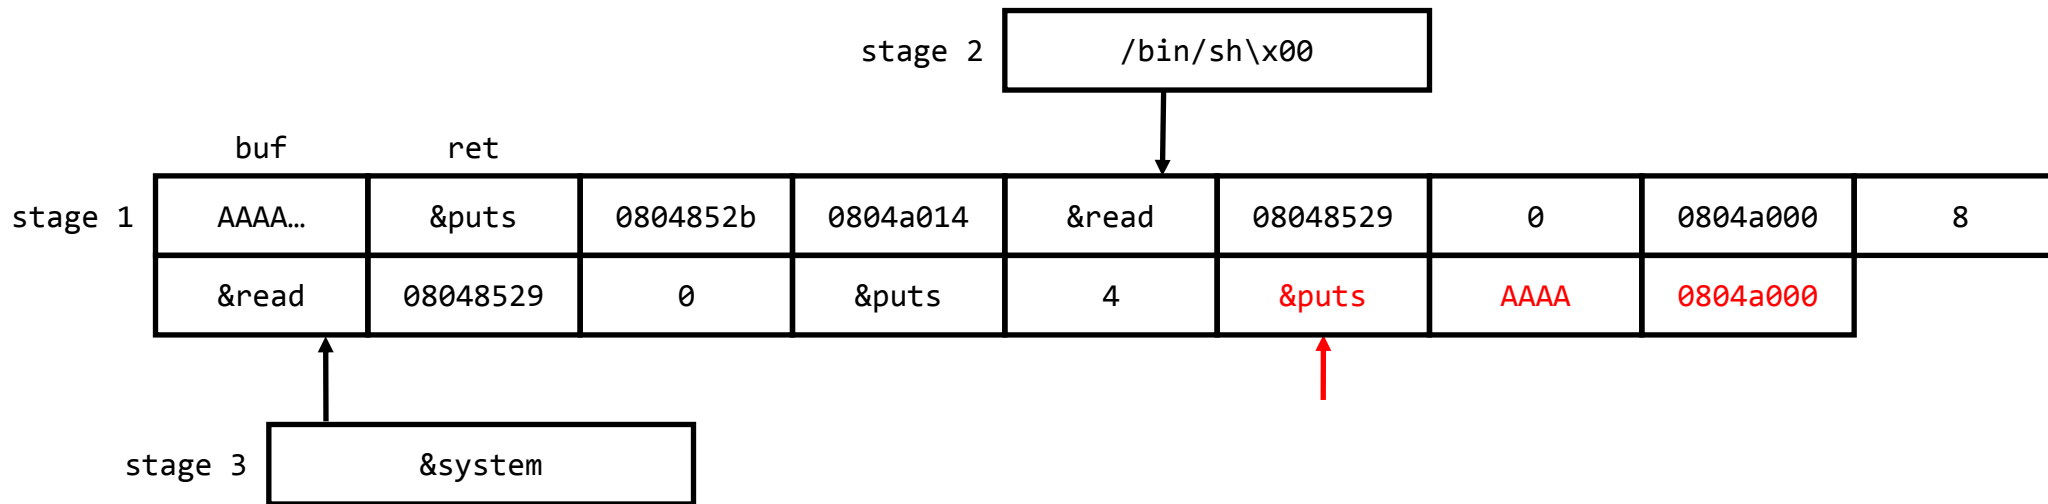 stage 2 /bin/sh\x00
buf ret
stage 1 AAAA… &puts 0804852b 0804a014 &read 08048529 0 0804a000 8
&read 08048529 0 &puts 4 &puts AAAA 0804a000
stage 3 &system